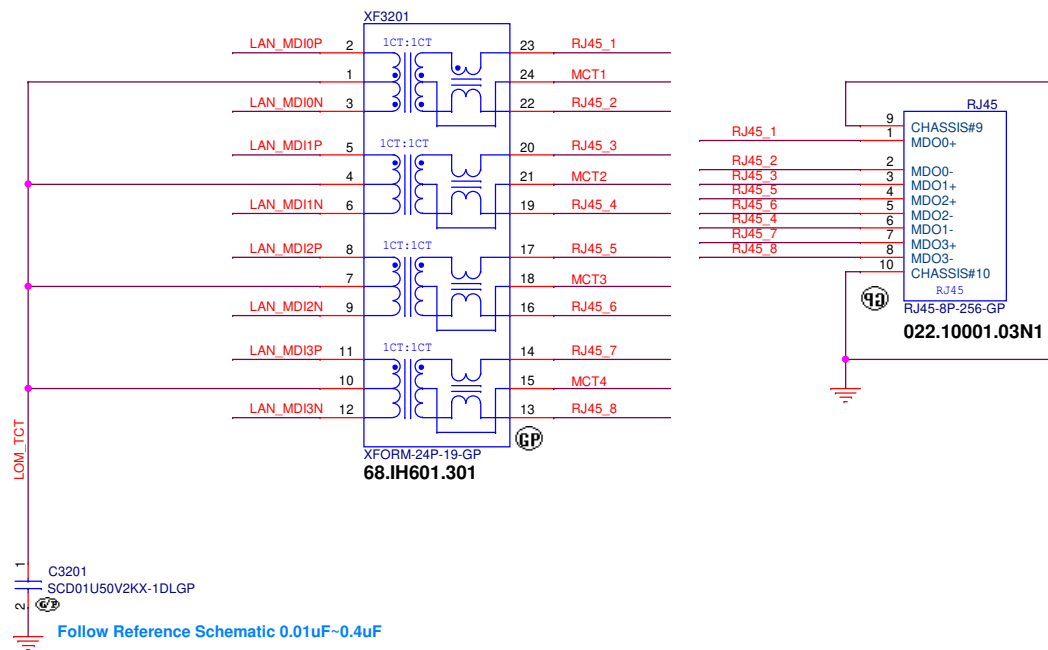 XF3201
LAN_MDI0P 2 1CT:1CT 23 RJ45_1
1 24 MCT1
LAN_MDI0N 3 22 RJ45_2
LAN_MDI1P 5 1CT:1CT 20 RJ45_3
4 21 MCT2
LAN_MDI1N 6 19 RJ45_4
LAN_MDI2P 8 1CT:1CT 17 RJ45_5
7 18 MCT3
LAN_MDI2N 9 16 RJ45_6
LAN_MDI3P 11 1CT:1CT 14 RJ45_7
10 15 MCT4
LAN_MDI3N 12 13 RJ45_8
GP
XFORM-24P-19-GP
68.IH601.301
LOM_TCT
1
C3201
SCD01U50V2KX-1DLGP
2
Follow Reference Schematic 0.01uF~0.4uF
RJ45
9 CHASSIS#9
RJ45_1 1 MDO0+
RJ45_2 2 MDO0-
RJ45_3 3 MDO1+
RJ45_5 4 MDO2+
RJ45_6 5 MDO2-
RJ45_4 6 MDO1-
RJ45_7 7 MDO3+
RJ45_8 8 MDO3-
10 CHASSIS#10
RJ45
GP
RJ45-8P-256-GP
022.10001.03N1